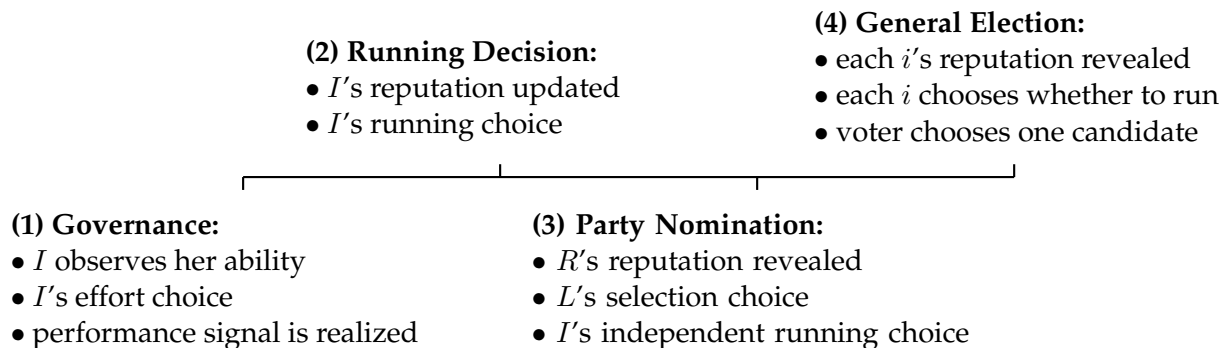 (1) Governance:
• I observes her ability
• I's effort choice
• performance signal is realized
(2) Running Decision:
• I's reputation updated
• I's running choice
(3) Party Nomination:
• R's reputation revealed
• L's selection choice
• I's independent running choice
(4) General Election:
• each i's reputation revealed
• each i chooses whether to run
• voter chooses one candidate